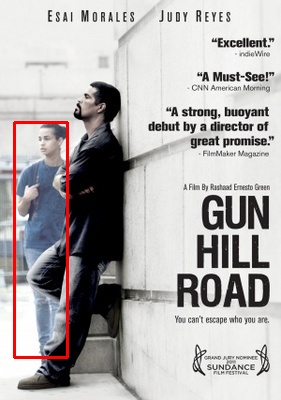 ESAI MORALES JUDY REYES
“Excellent.”
- indieWire
“A Must-See!”
- CNN American Morning
“A strong, buoyant
debut by a director of
great promise.”
- FilmMaker Magazine
A Film By Rashaad Ernesto Green
GUN
HILL
ROAD
You can't escape who you are.
GRAND JURY NOMINEE
2011
SUNDANCE
FILM FESTIVAL